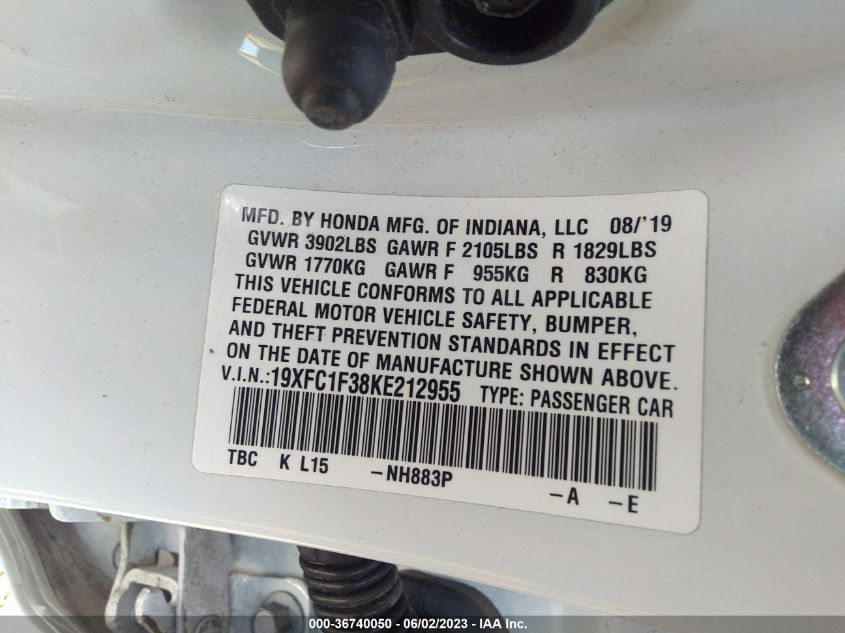 MFD. BY HONDA MFG. OF INDIANA, LLC 08/'19
GVWR 3902LBS GAWR F 2105LBS R 1829LBS
GVWR 1770KG GAWR F 955KG R 830KG
THIS VEHICLE CONFORMS TO ALL APPLICABLE
FEDERAL MOTOR VEHICLE SAFETY, BUMPER,
AND THEFT PREVENTION STANDARDS IN EFFECT
ON THE DATE OF MANUFACTURE SHOWN ABOVE.
V.I.N.:19XFC1F38KE212955 TYPE: PASSENGER CAR
TBC K L15 -NH883P -A -E
000-36740050 - 06/02/2023 - IAA Inc.